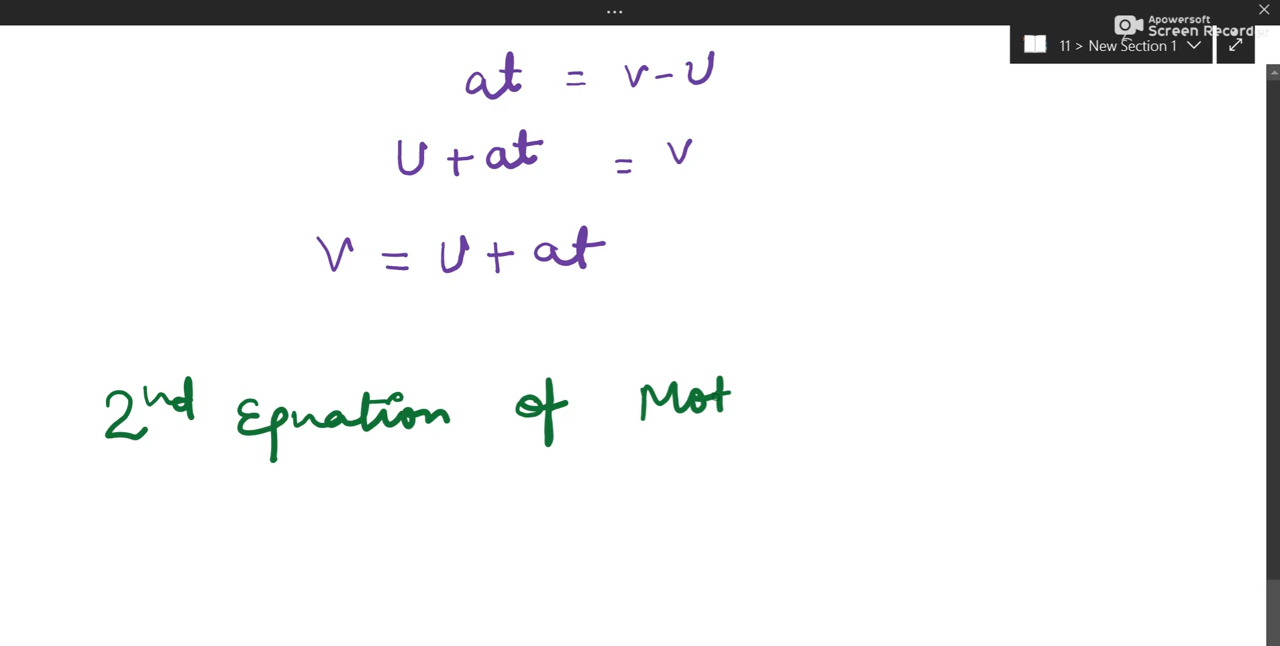 ...
Apowersoft
Screen Recorder
11 > New Section 1
at = v - u
u + at = v
v = u + at
2nd Equation of Mot